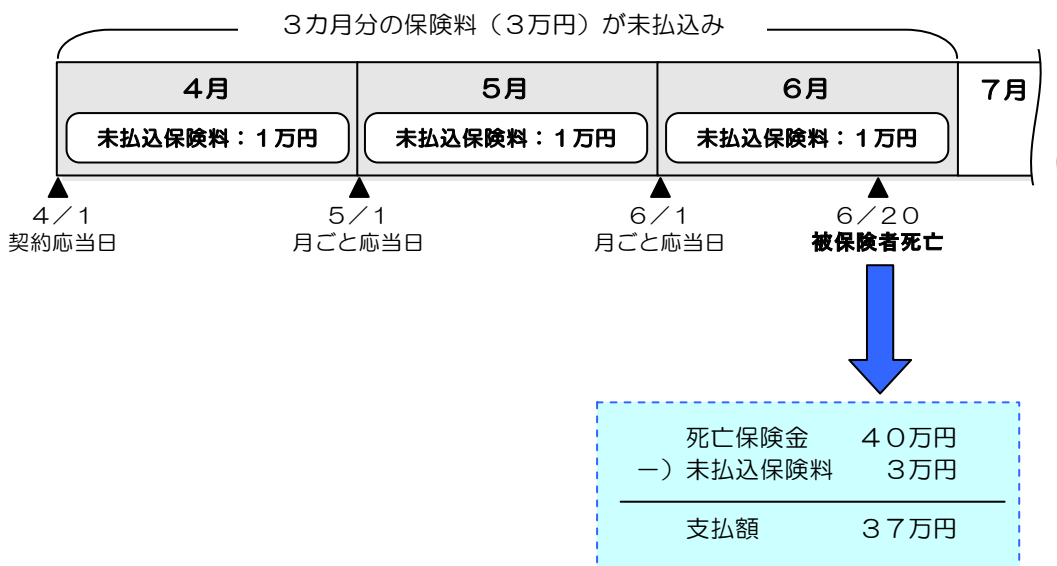 ３カ月分の保険料（３万円）が未払込み
４月　５月　６月　７月
未払込保険料：１万円　未払込保険料：１万円　未払込保険料：１万円
４／１　５／１　６／１　６／２０
契約応当日　月ごと応当日　月ごと応当日　被保険者死亡
死亡保険金　４０万円
－）未払込保険料　３万円
支払額　３７万円